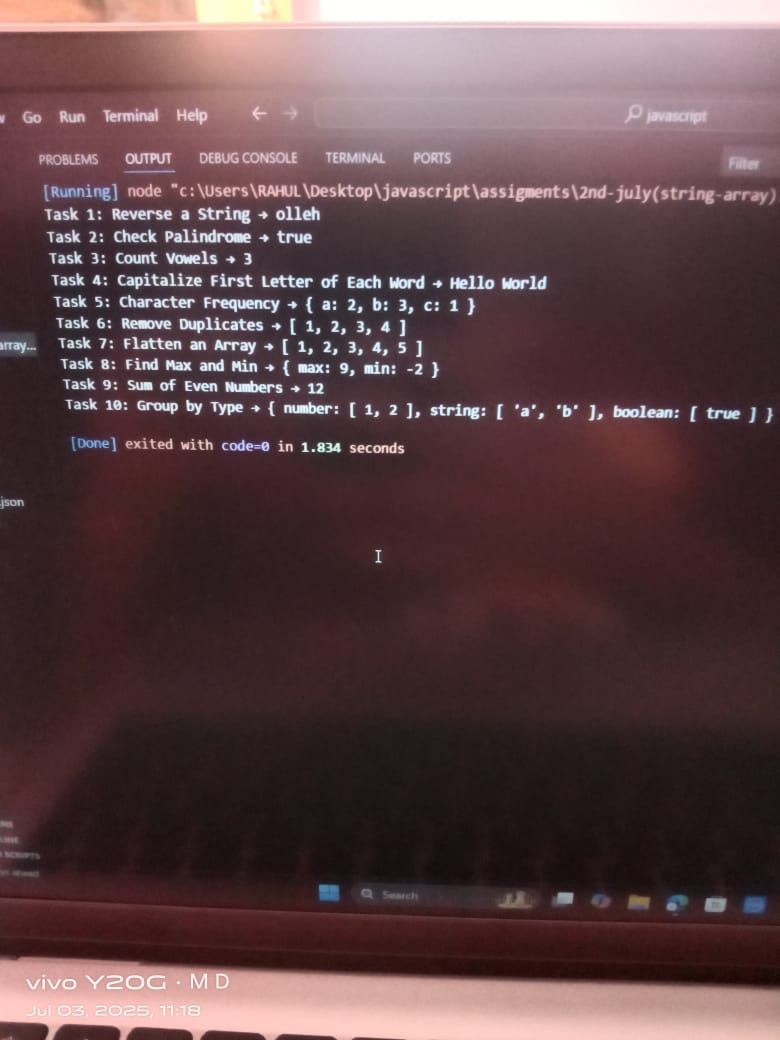 Go Run Terminal Help ← → javascript
PROBLEMS OUTPUT DEBUG CONSOLE TERMINAL PORTS Filter
[Running] node "c:\Users\RAHUL\Desktop\javascript\assigments\2nd-july(string-array)
Task 1: Reverse a String → olleh
Task 2: Check Palindrome → true
Task 3: Count Vowels → 3
Task 4: Capitalize First Letter of Each Word → Hello World
Task 5: Character Frequency → { a: 2, b: 3, c: 1 }
Task 6: Remove Duplicates → [ 1, 2, 3, 4 ]
array...
Task 7: Flatten an Array → [ 1, 2, 3, 4, 5 ]
Task 8: Find Max and Min → { max: 9, min: -2 }
Task 9: Sum of Even Numbers → 12
Task 10: Group by Type → { number: [ 1, 2 ], string: [ 'a', 'b' ], boolean: [ true ] }
[Done] exited with code=0 in 1.834 seconds
json
SCRIPTS
Search
vivo Y20G · M D
Jul 03, 2025, 11:18